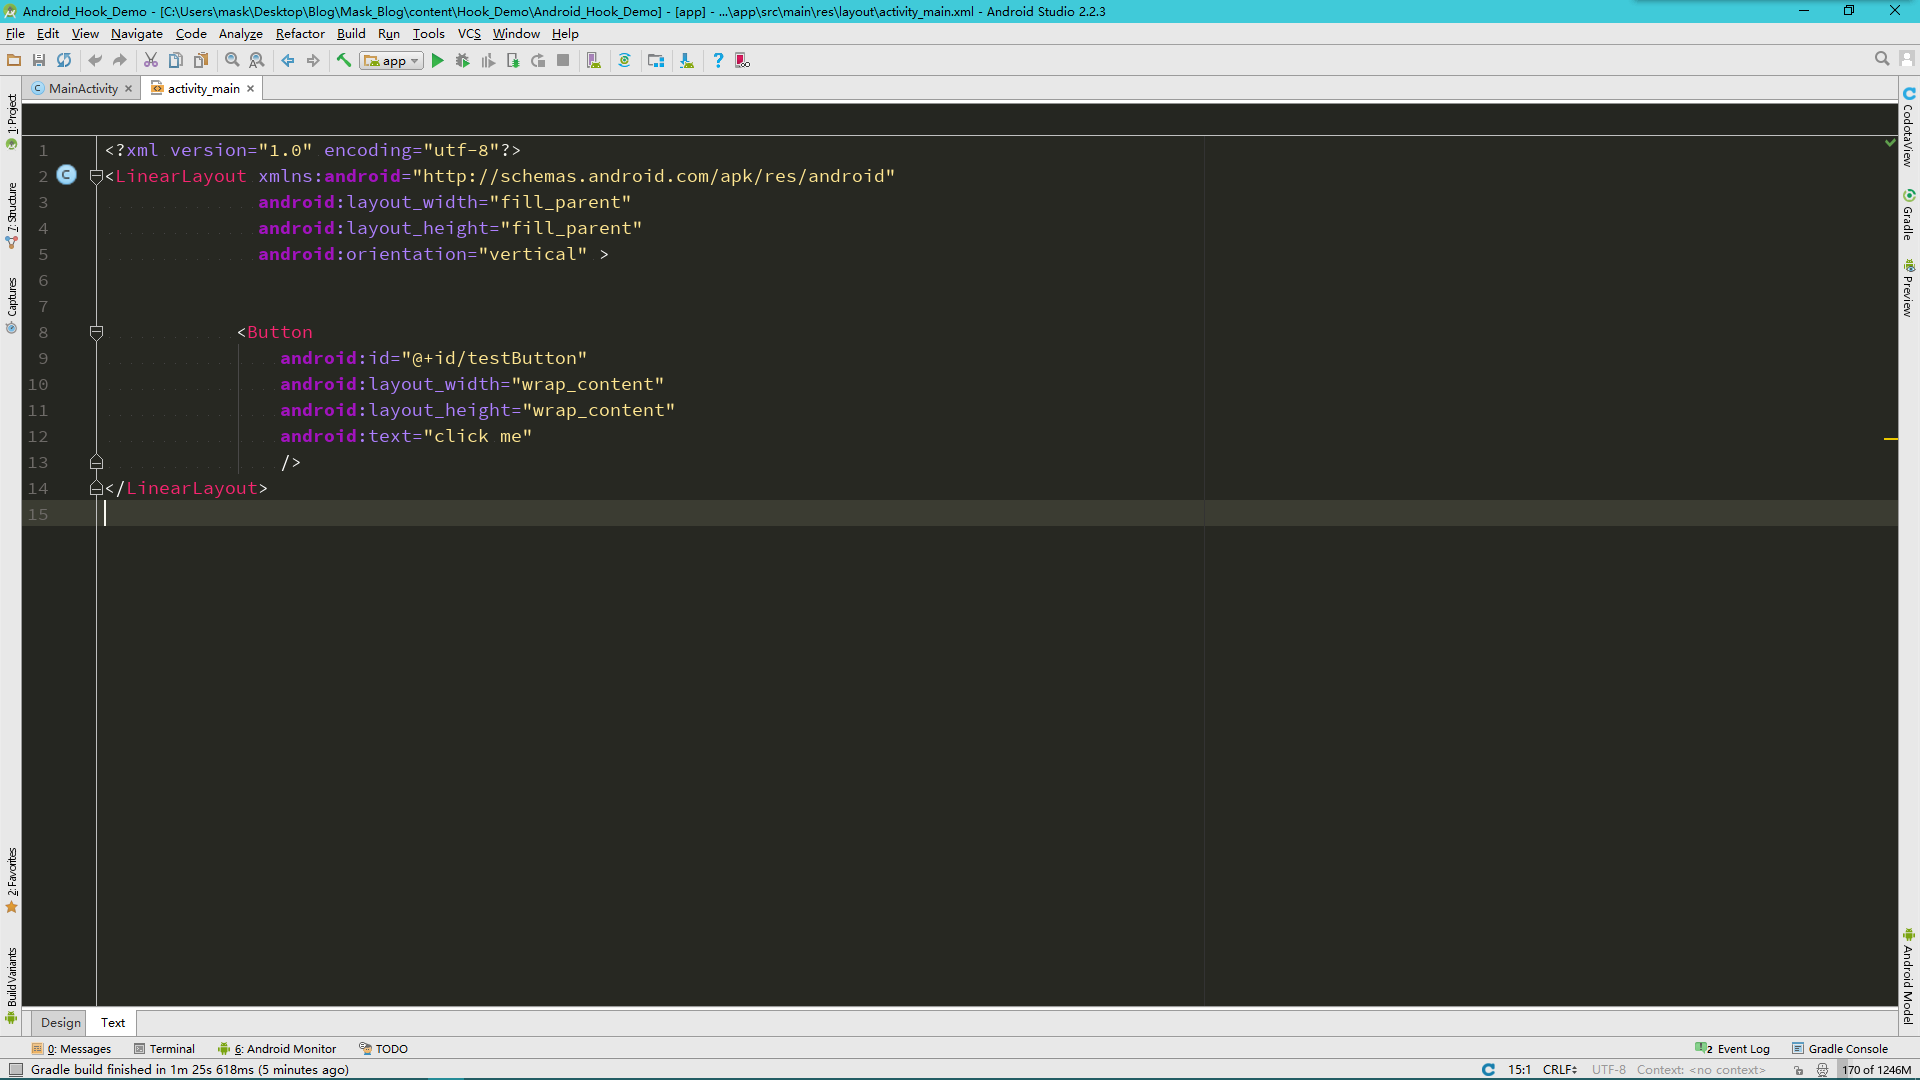 Android_Hook_Demo - [C:\Users\mask\Desktop\Blog\Mask_Blog\content\Hook_Demo\Android_Hook_Demo] - [app] - ...\app\src\main\res\layout\activity_main.xml - Android Studio 2.2.3
File Edit View Navigate Code Analyze Refactor Build Run Tools VCS Window Help
app
MainActivity activity_main
1: Project
7: Structure
Captures
2: Favorites
Build Variants
1 <?xml version="1.0" encoding="utf-8"?>
2 <LinearLayout xmlns:android="http://schemas.android.com/apk/res/android"
3 android:layout_width="fill_parent"
4 android:layout_height="fill_parent"
5 android:orientation="vertical" >
6
7
8 <Button
9 android:id="@+id/testButton"
10 android:layout_width="wrap_content"
11 android:layout_height="wrap_content"
12 android:text="click me"
13 />
14 </LinearLayout>
15
CodotaView
Gradle
Preview
Android Model
Design Text
0: Messages Terminal 6: Android Monitor TODO 2 Event Log Gradle Console
Gradle build finished in 1m 25s 618ms (5 minutes ago) 15:1 CRLF UTF-8 Context: <no context> 170 of 1246M